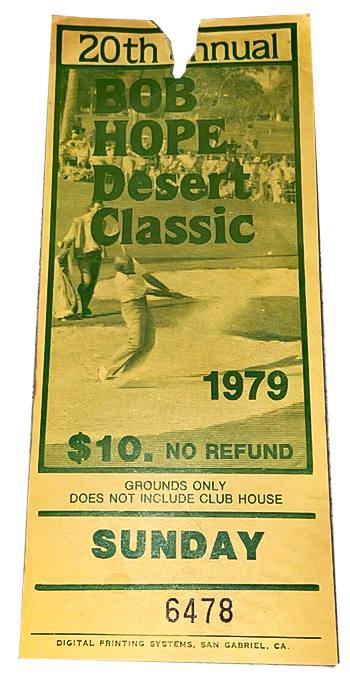 20th nnual
BOB
HOPE
Desert
Classic
1979
$10. NO REFUND
GROUNDS ONLY
DOES NOT INCLUDE CLUB HOUSE
SUNDAY
6478
DIGITAL PRINTING SYSTEMS, SAN GABRIEL, CA.